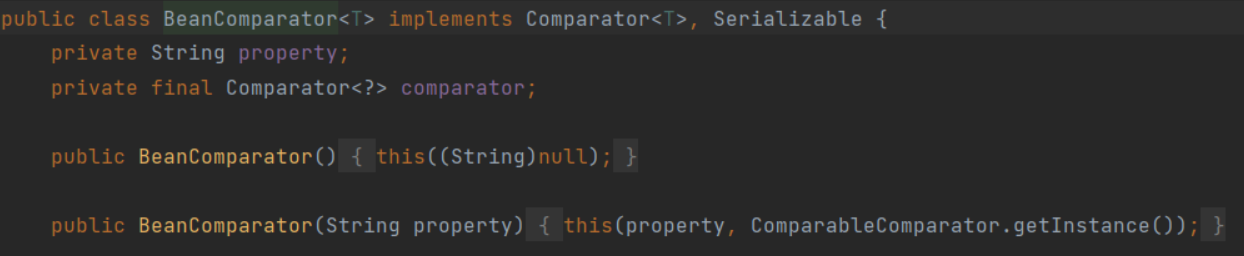 public class BeanComparator<T> implements Comparator<T>, Serializable {
private String property;
private final Comparator<?> comparator;
public BeanComparator() { this((String)null); }
public BeanComparator(String property) { this(property, ComparableComparator.getInstance()); }